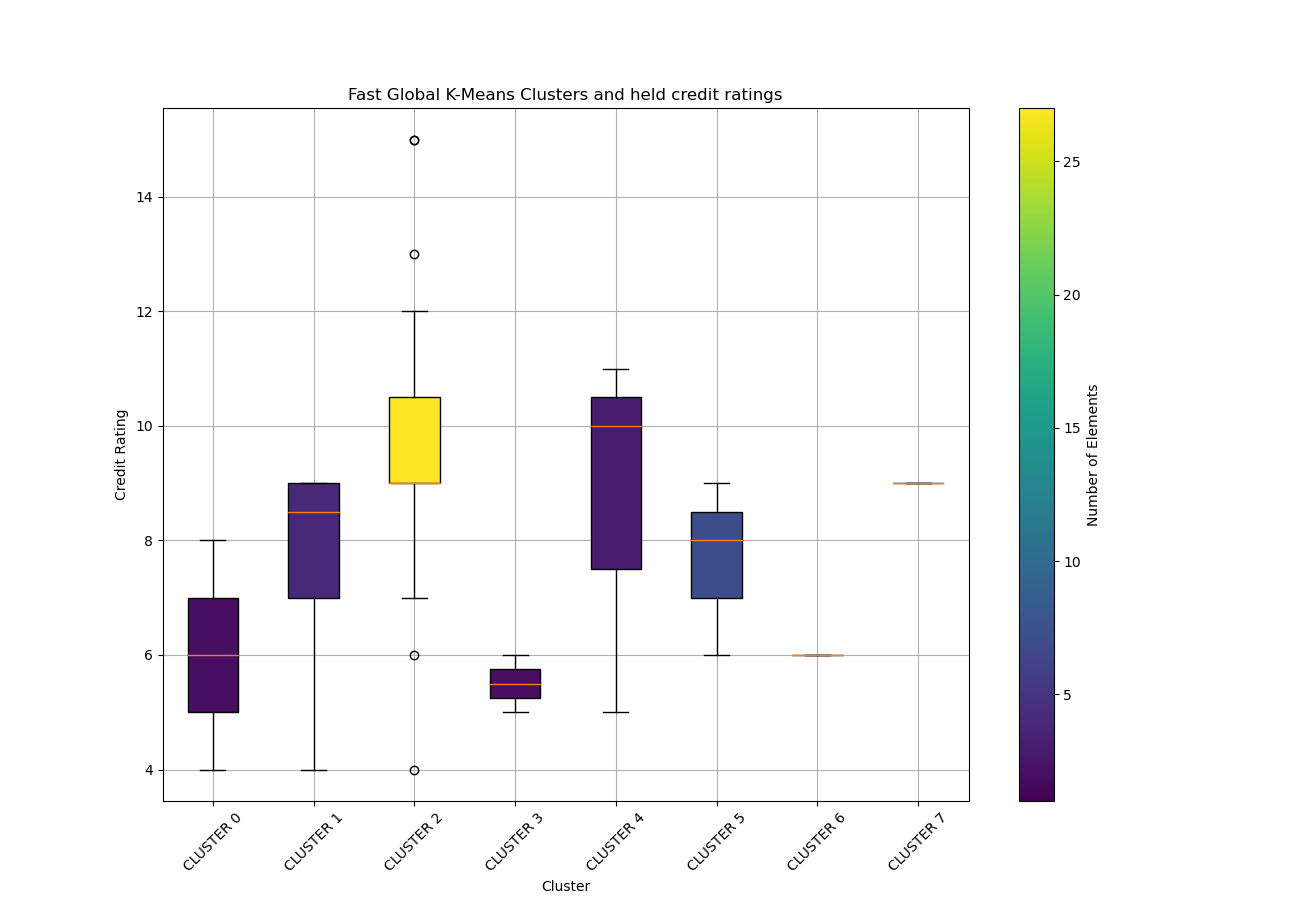 Fast Global K-Means Clusters and held credit ratings
Credit Rating
14
12
10
8
6
4
CLUSTER 0
CLUSTER 1
CLUSTER 2
CLUSTER 3
CLUSTER 4
CLUSTER 5
CLUSTER 6
CLUSTER 7
Cluster
25
20
15
10
5
Number of Elements